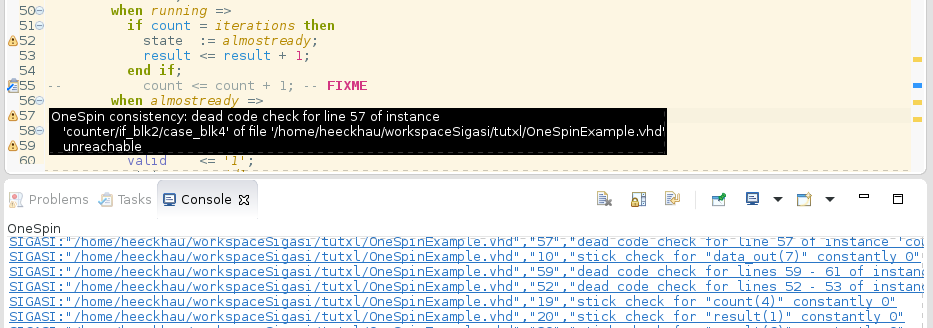 50 when running =>
51 if count = iterations then
52 state := almostready;
53 result <= result + 1;
54 end if;
55 -- count <= count + 1; -- FIXME
56 when almostready =>
57
OneSpin consistency: dead code check for line 57 of instance
'counter/if_blk2/case_blk4' of file '/home/heeckhau/workspaceSigasi/tutxl/OneSpinExample.vhd'
unreachable
58
59
60 valid <= '1';
Problems Tasks Console
OneSpin
SIGASI:"/home/heeckhau/workspaceSigasi/tutxl/OneSpinExample.vhd","57","dead code check for line 57 of instance 'cou
SIGASI:"/home/heeckhau/workspaceSigasi/tutxl/OneSpinExample.vhd","10","stick check for "data_out(7)" constantly 0"
SIGASI:"/home/heeckhau/workspaceSigasi/tutxl/OneSpinExample.vhd","59","dead code check for lines 59 - 61 of instan
SIGASI:"/home/heeckhau/workspaceSigasi/tutxl/OneSpinExample.vhd","52","dead code check for lines 52 - 53 of instan
SIGASI:"/home/heeckhau/workspaceSigasi/tutxl/OneSpinExample.vhd","19","stick check for "count(4)" constantly 0"
SIGASI:"/home/heeckhau/workspaceSigasi/tutxl/OneSpinExample.vhd","20","stick check for "result(1)" constantly 0"